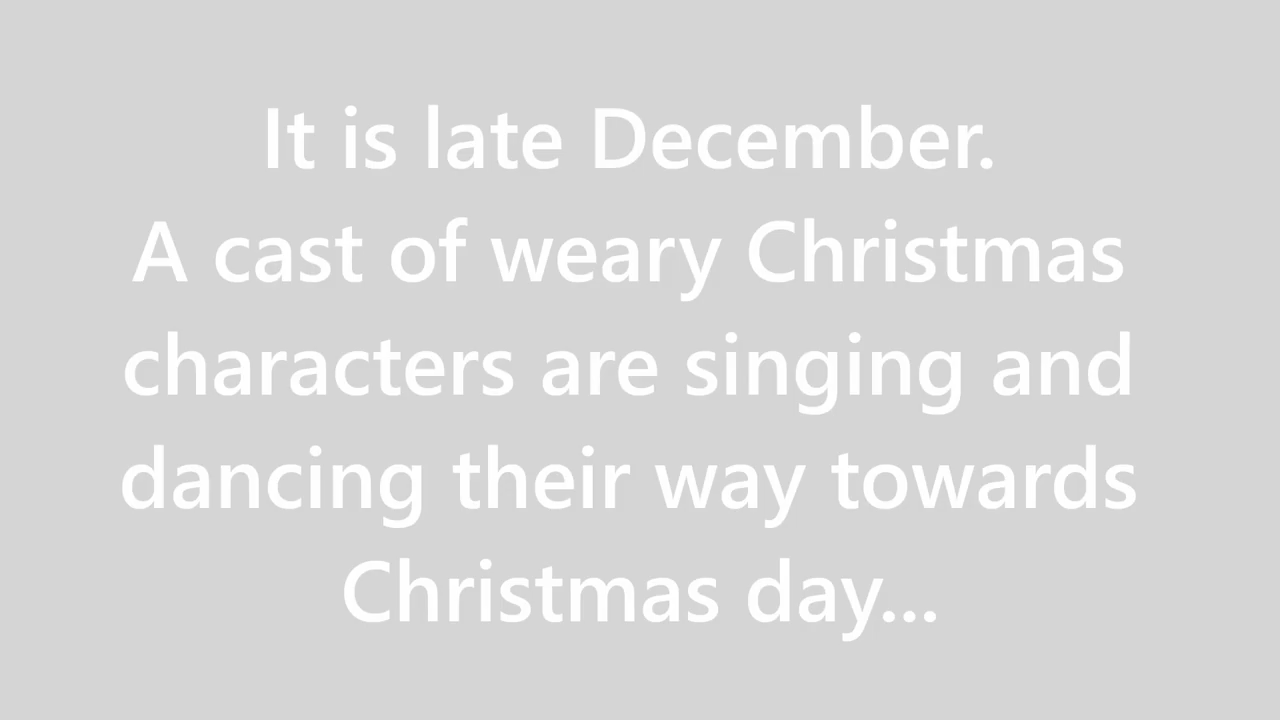 It is late December.
A cast of weary Christmas
characters are singing and
dancing their way towards
Christmas day...